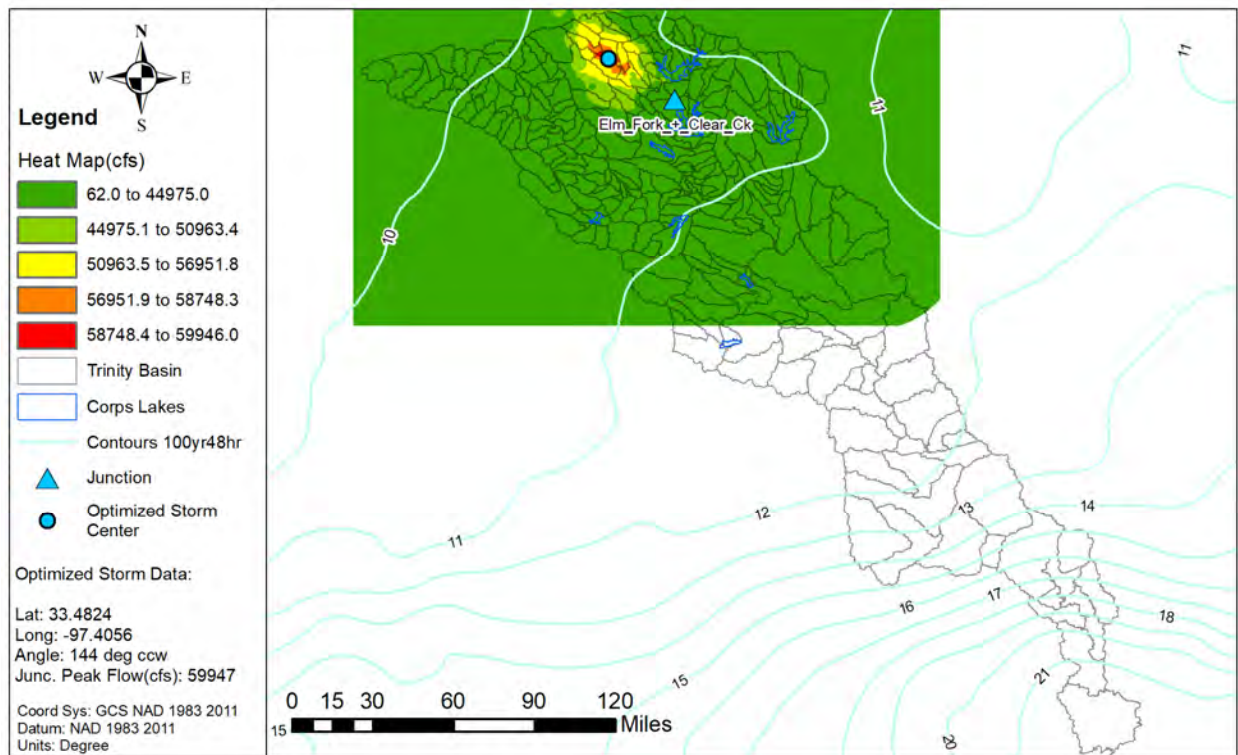 N
W E
S
Legend
Heat Map(cfs)
62.0 to 44975.0
44975.1 to 50963.4
50963.5 to 56951.8
56951.9 to 58748.3
58748.4 to 59946.0
Trinity Basin
Corps Lakes
Contours 100yr48hr
Junction
Optimized Storm
Center
Optimized Storm Data:
Lat: 33.4824
Long: -97.4056
Angle: 144 deg ccw
Junc. Peak Flow(cfs): 59947
Coord Sys: GCS NAD 1983 2011
Datum: NAD 1983 2011
Units: Degree
11
11
Elm_Fork_+_Clear_Ck
10
11
12
13
14
16
17
18
15
21
20
15
0 15 30 60 90 120
Miles